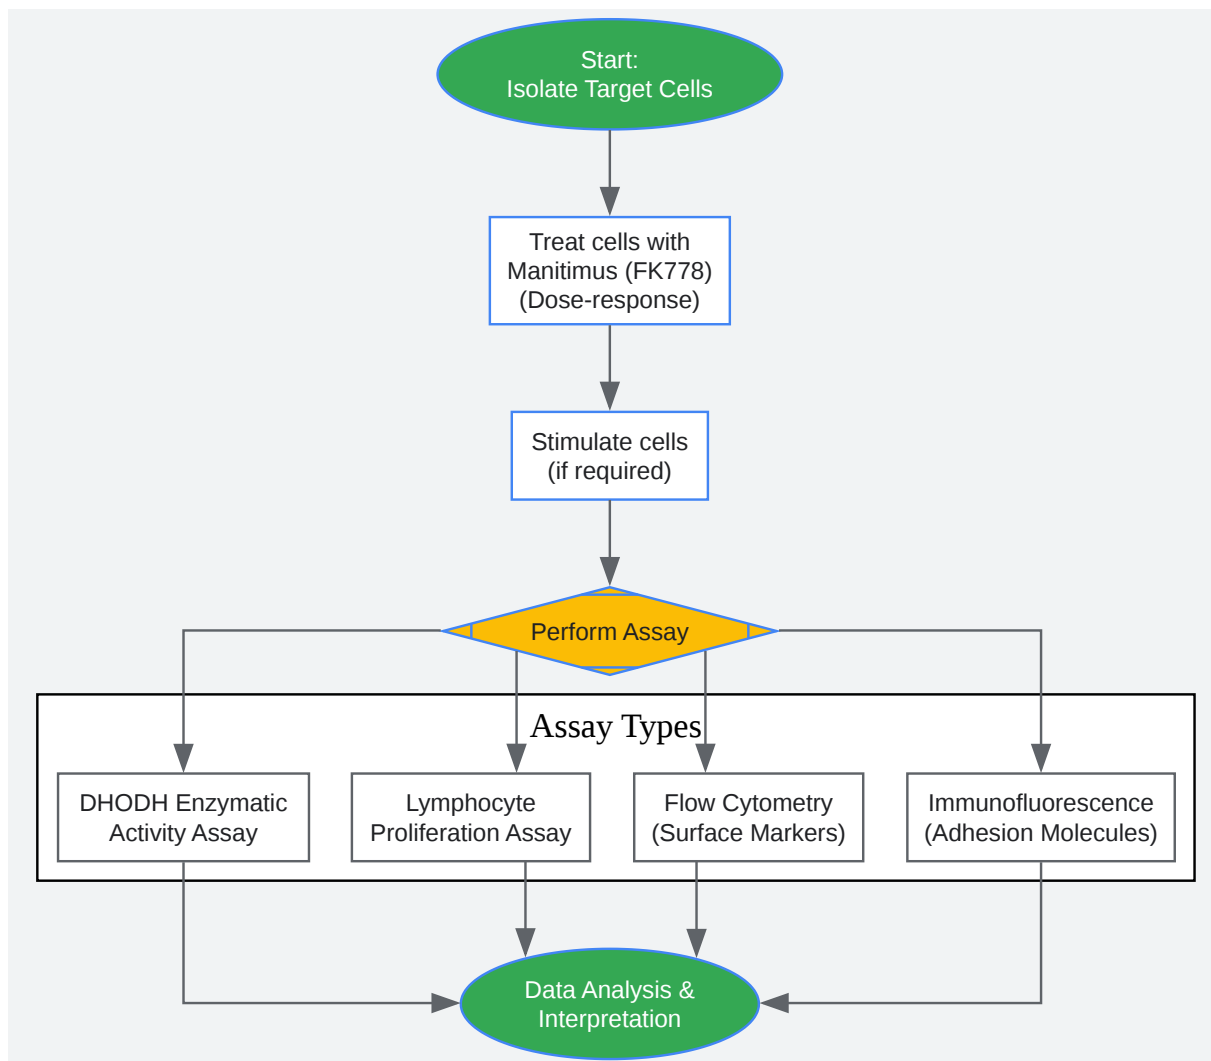 Start:
Isolate Target Cells
Treat cells with
Manitimus (FK778)
(Dose-response)
Stimulate cells
(if required)
Perform Assay
Assay Types
DHODH Enzymatic
Activity Assay
Lymphocyte
Proliferation Assay
Flow Cytometry
(Surface Markers)
Immunofluorescence
(Adhesion Molecules)
Data Analysis &
Interpretation